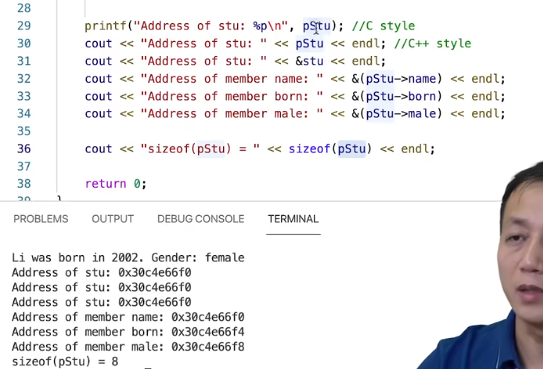 28
29 printf("Address of stu: %p\n", pStu); //C style
30 cout << "Address of stu: " << pStu << endl; //C++ style
31 cout << "Address of stu: " << &stu << endl;
32 cout << "Address of member name: " << &(pStu->name) << endl;
33 cout << "Address of member born: " << &(pStu->born) << endl;
34 cout << "Address of member male: " << &(pStu->male) << endl;
35
36 cout << "sizeof(pStu) = " << sizeof(pStu) << endl;
37
38 return 0;
39 }
PROBLEMS OUTPUT DEBUG CONSOLE TERMINAL
Li was born in 2002. Gender: female
Address of stu: 0x30c4e66f0
Address of stu: 0x30c4e66f0
Address of stu: 0x30c4e66f0
Address of member name: 0x30c4e66f0
Address of member born: 0x30c4e66f4
Address of member male: 0x30c4e66f8
sizeof(pStu) = 8